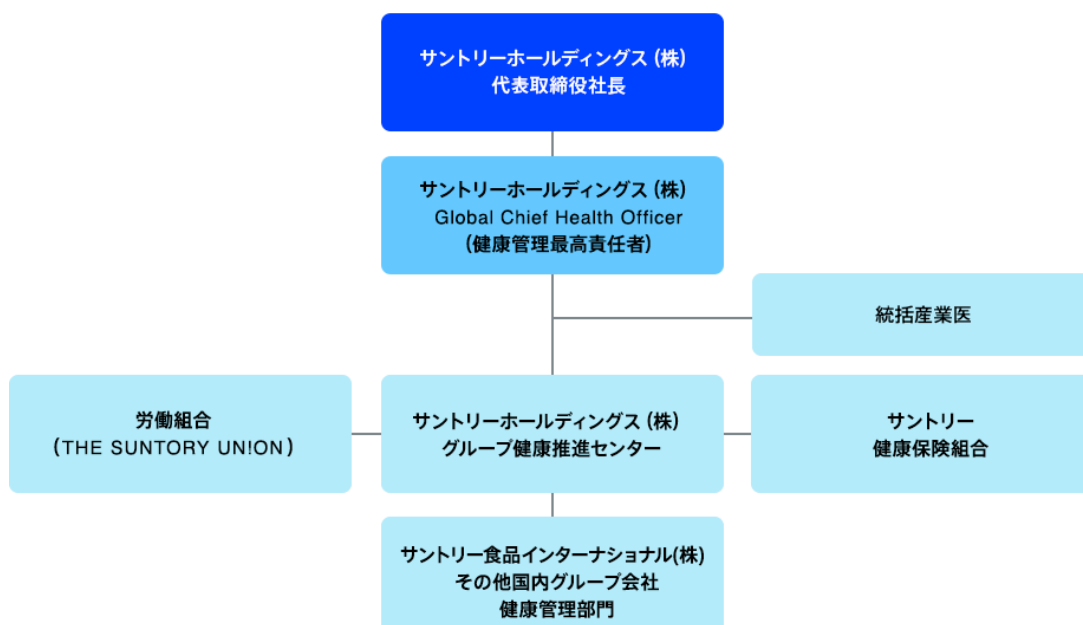 サントリーホールディングス（株）
代表取締役社長
サントリーホールディングス（株）
Global Chief Health Officer
（健康管理最高責任者）
統括産業医
労働組合
（THE SUNTORY UN!ON）
サントリーホールディングス（株）
グループ健康推進センター
サントリー
健康保険組合
サントリー食品インターナショナル(株)
その他国内グループ会社
健康管理部門